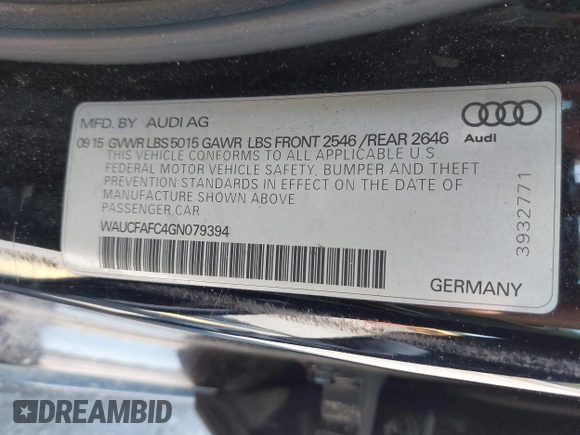 MFD. BY AUDI AG
09 15 GVWR LBS 5015 GAWR LBS FRONT 2546 /REAR 2646
THIS VEHICLE CONFORMS TO ALL APPLICABLE U.S.
FEDERAL MOTOR VEHICLE SAFETY, BUMPER AND THEFT
PREVENTION STANDARDS IN EFFECT ON THE DATE OF
MANUFACTURE SHOWN ABOVE
PASSENGER CAR
WAUCFAFC4GN079394
Audi
3932771
GERMANY
DREAMBID